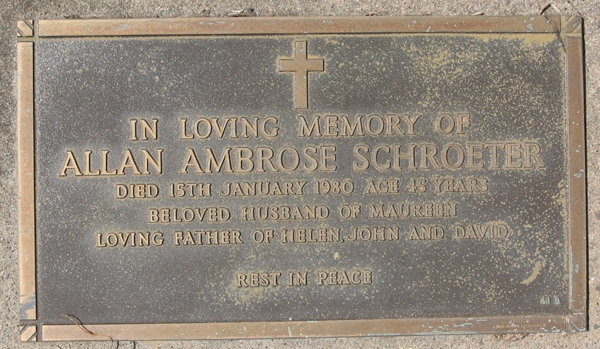 IN LOVING MEMORY OF
ALLAN AMBROSE SCHROETER
DIED 15TH JANUARY 1980 AGE 45 YEARS
BELOVED HUSBAND OF MAUREEN
LOVING FATHER OF HELEN, JOHN AND DAVID
REST IN PEACE